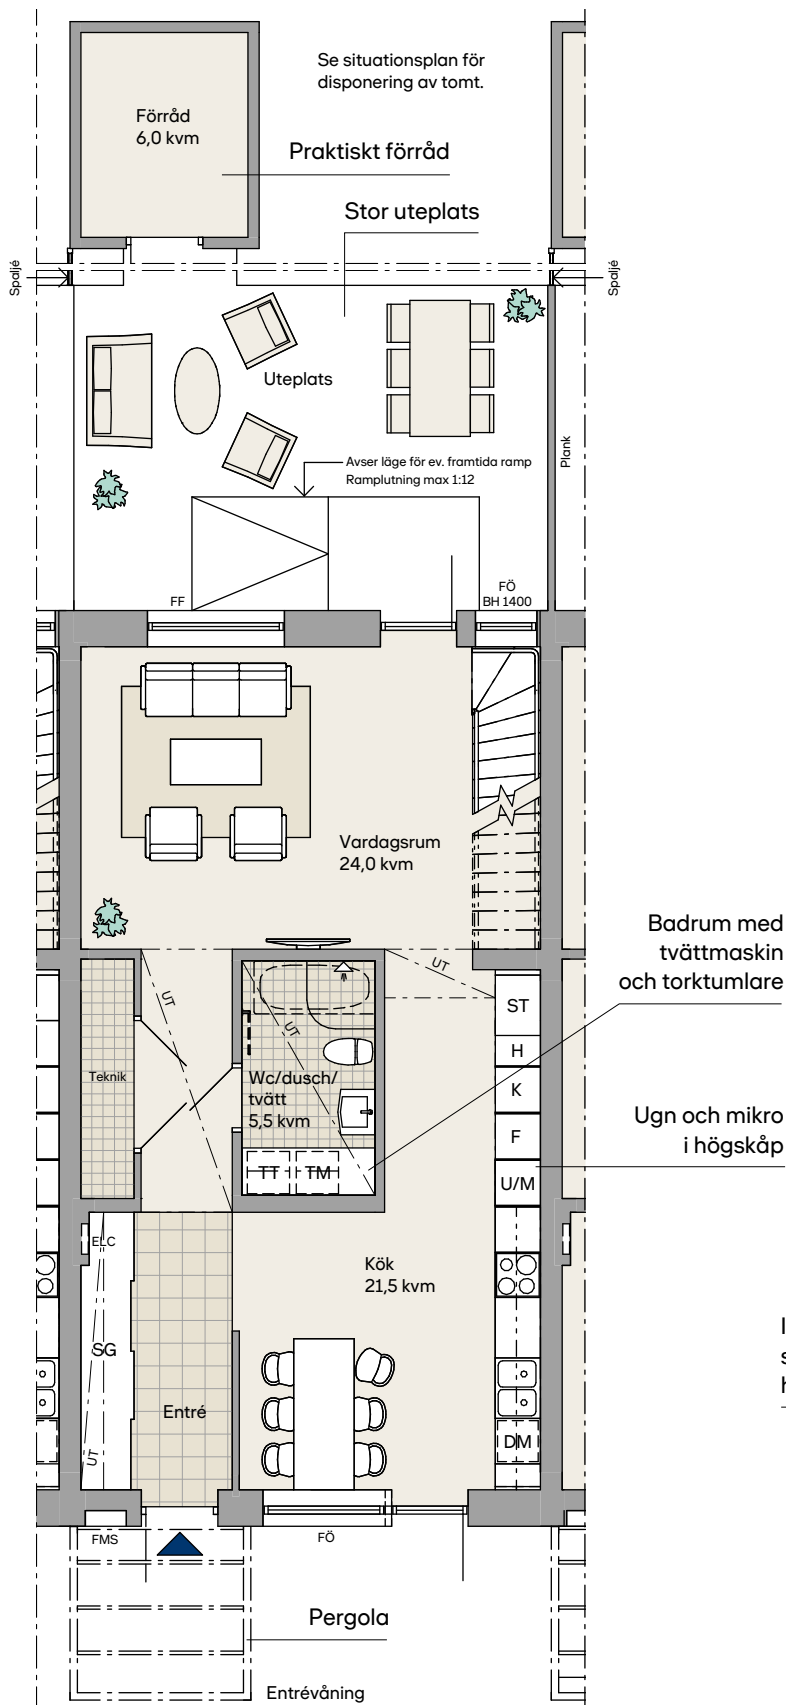 Se situationsplan för
disponering av tomt.
Förråd
6,0 kvm
Praktiskt förråd
Stor uteplats
Spaljé
Spaljé
Uteplats
Plank
Avser läge för ev. framtida ramp
Ramplutning max 1:12
FF
FÖ
BH 1400
Vardagsrum
24,0 kvm
Badrum med
tvättmaskin
och torktumlare
UT
UT
UT
ST
H
K
F
U/M
Teknik
Wc/dusch/
tvätt
5,5 kvm
TT
TM
Ugn och mikro
i högskåp
ELC
Kök
21,5 kvm
SG
Entré
UT
DM
FMS
FÖ
Pergola
Entrévåning